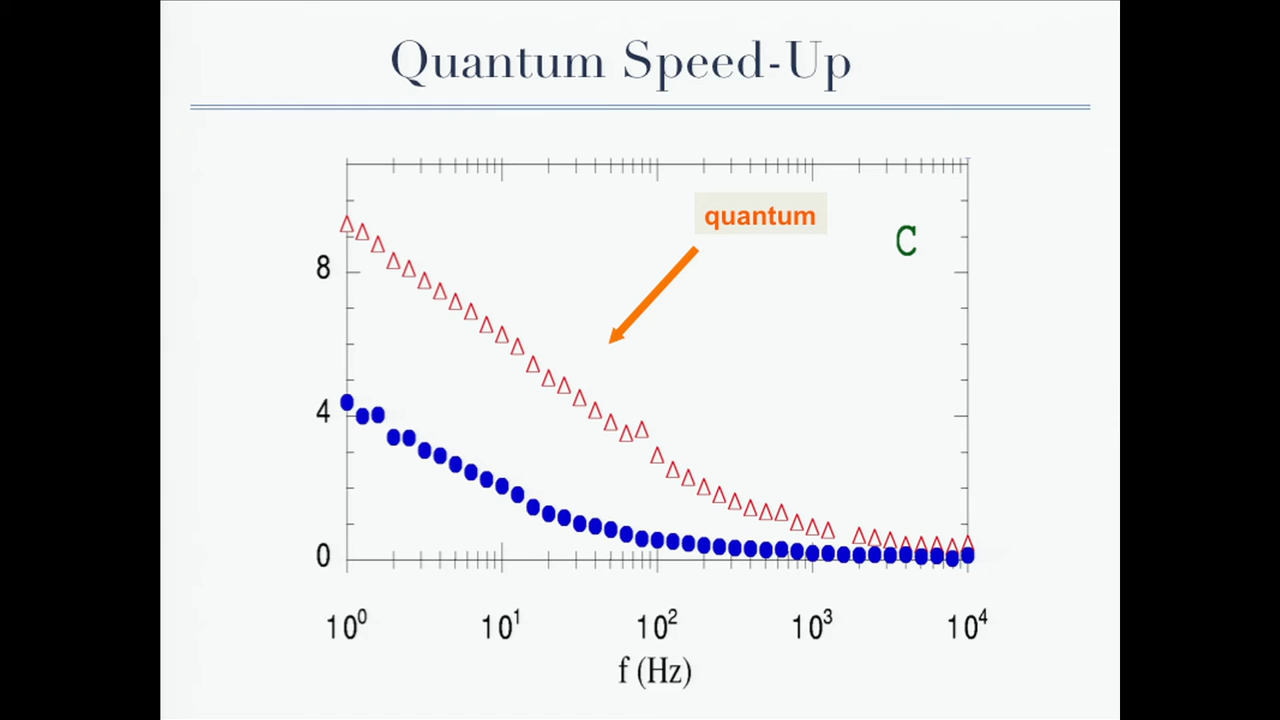 Quantum Speed-Up
quantum
C
8
4
0
10⁰ 10¹ 10² 10³ 10⁴
f (Hz)